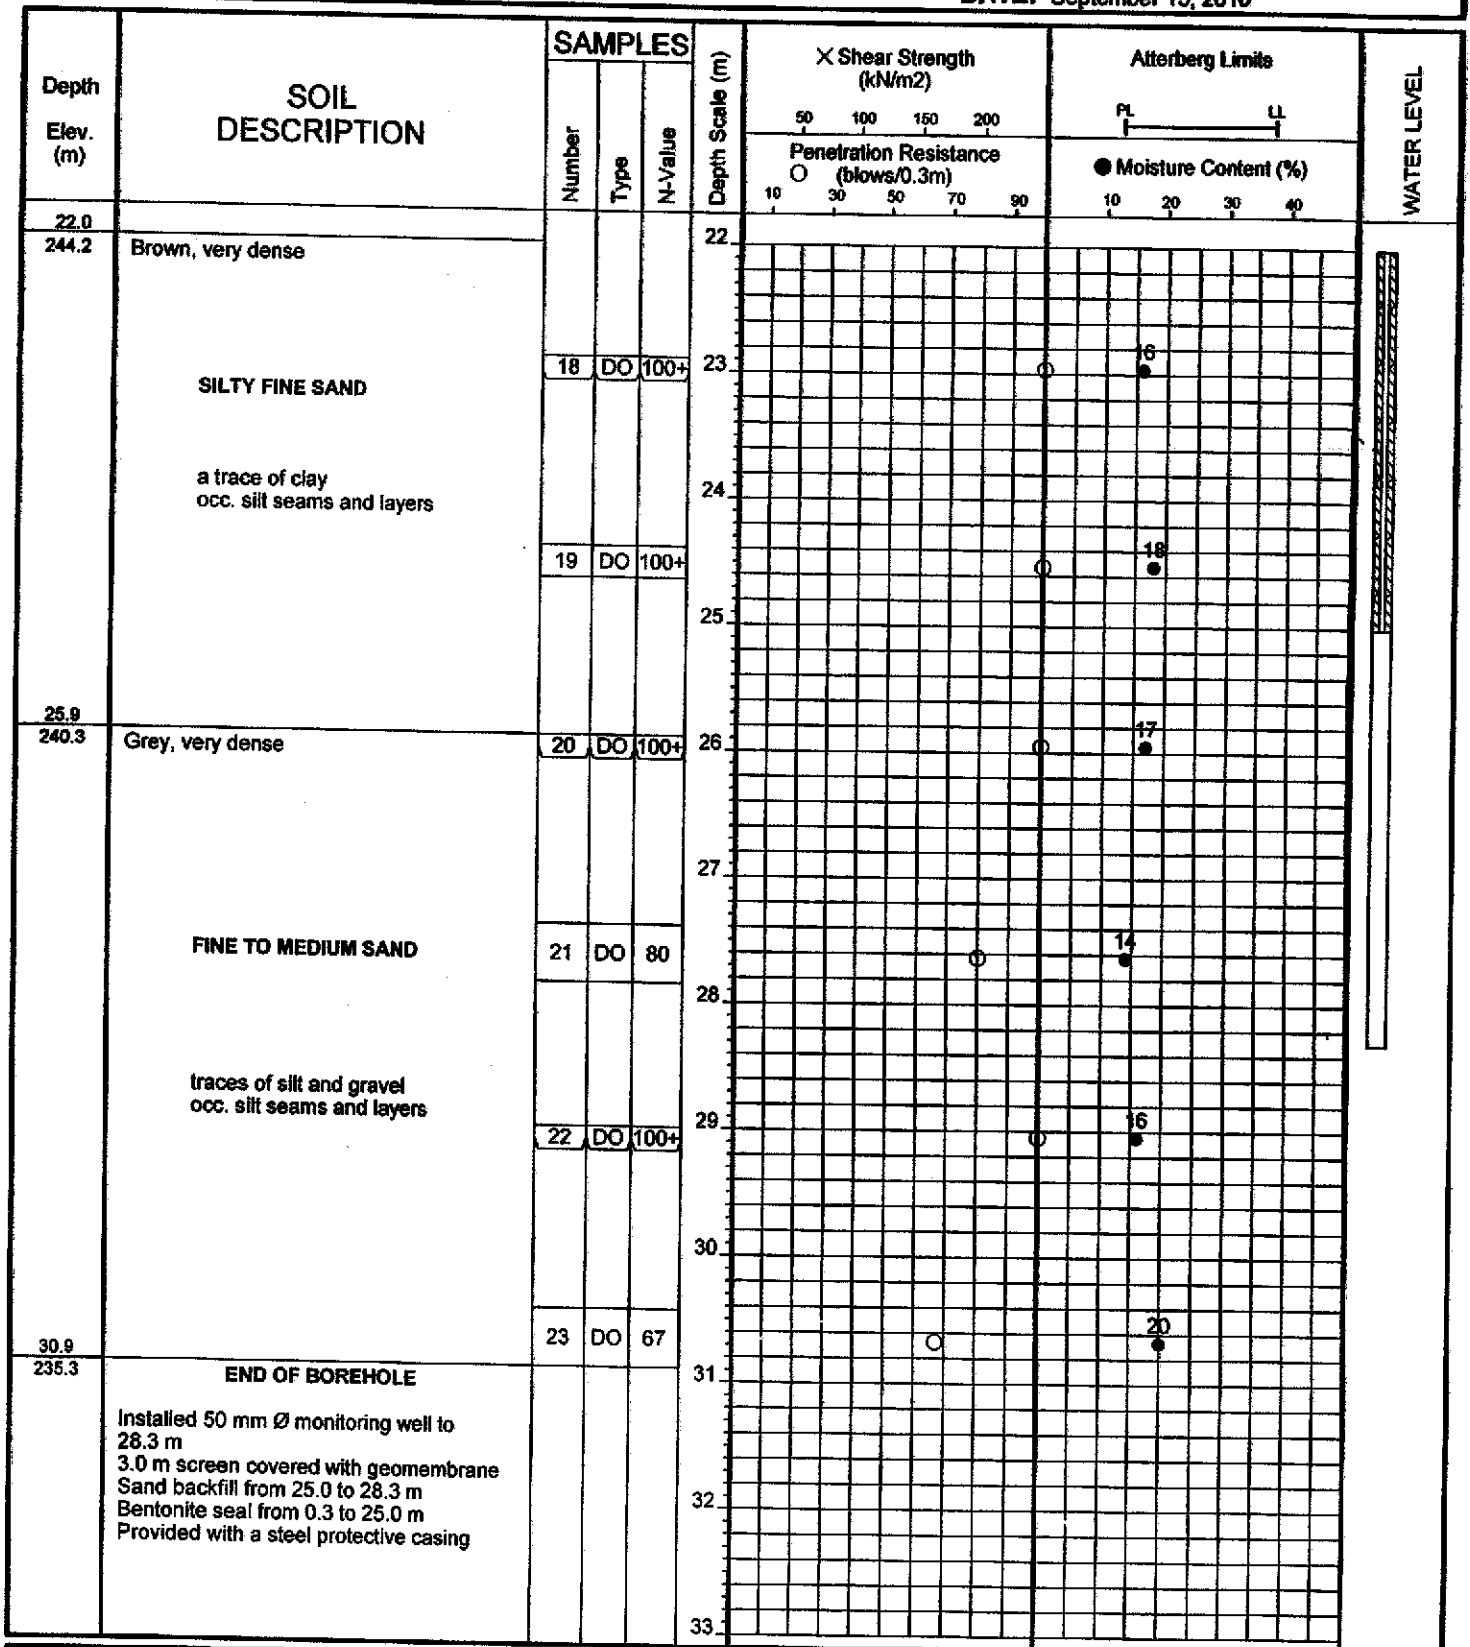 Depth
Elev.
(m)
SOIL
DESCRIPTION
SAMPLES
Number
Type
N-Value
Depth Scale (m)
× Shear Strength
(kN/m2)
50 100 150 200
Penetration Resistance
O (blows/0.3m)
10 30 50 70 90
Atterberg Limits
PL LL
● Moisture Content (%)
10 20 30 40
WATER LEVEL
22.0
244.2 Brown, very dense
22
18 DO 100+ 23 16
SILTY FINE SAND
a trace of clay
occ. silt seams and layers
24
19 DO 100+ 18
25
25.9
240.3 Grey, very dense
20 DO 100+ 26 17
27
FINE TO MEDIUM SAND
21 DO 80 14
28
traces of silt and gravel
occ. silt seams and layers
22 DO 100+ 29 16
30
23 DO 67 20
30.9
235.3 END OF BOREHOLE
31
Installed 50 mm Ø monitoring well to
28.3 m
3.0 m screen covered with geomembrane
Sand backfill from 25.0 to 28.3 m
Bentonite seal from 0.3 to 25.0 m
Provided with a steel protective casing
32
33